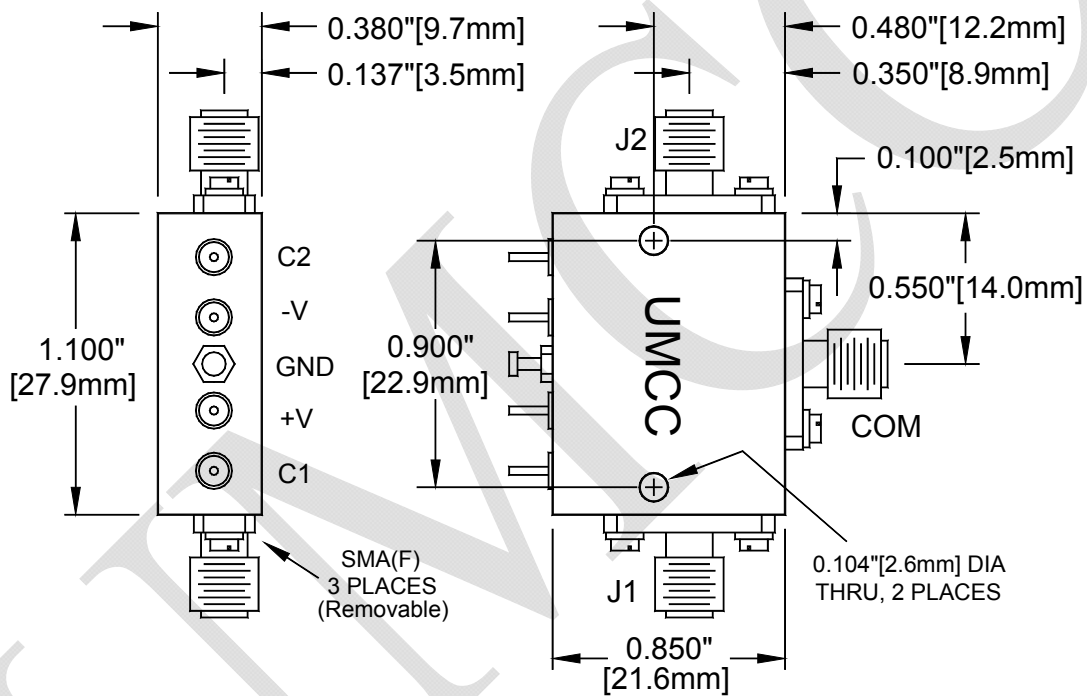 0.380"[9.7mm]
0.137"[3.5mm]
0.480"[12.2mm]
0.350"[8.9mm]
J2
0.100"[2.5mm]
0.550"[14.0mm]
C2
-V
GND
+V
C1
1.100"
[27.9mm]
0.900"
[22.9mm]
UMCC
COM
SMA(F)
3 PLACES
(Removable)
J1
0.104"[2.6mm] DIA
THRU, 2 PLACES
0.850"
[21.6mm]
UMCC